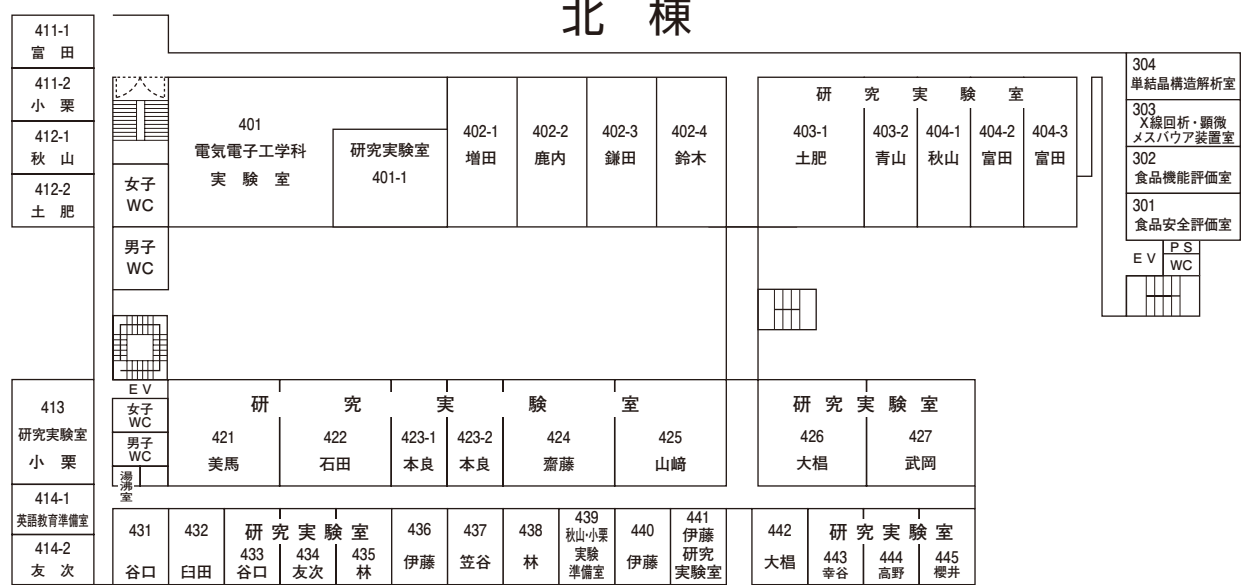 北 棟
411-1
富 田
411-2
小 栗
412-1
秋 山
412-2
土 肥
女子
WC
男子
WC
401
電気電子工学科
実 験 室
研究実験室
401-1
402-1
増田
402-2
鹿内
402-3
鎌田
402-4
鈴木
研 究 実 験 室
403-1
土肥
403-2
青山
404-1
秋山
404-2
富田
404-3
富田
304
単結晶構造解析室
303
X線回析・顕微
メスバウア装置室
302
食品機能評価室
301
食品安全評価室
EV
PS
WC
413
研究実験室
小 栗
414-1
英語教育準備室
414-2
友 次
EV
女子
WC
男子
WC
湯沸室
研 究 実 験 室
421
美馬
422
石田
423-1
本良
423-2
本良
424
齋藤
425
山﨑
研 究 実 験 室
426
大椙
427
武岡
431
谷口
432
臼田
研 究 実 験 室
433
谷口
434
友次
435
林
436
伊藤
437
笠谷
438
林
439
秋山・小栗
実験
準備室
440
伊藤
441
伊藤
研究
実験室
442
大椙
研 究 実 験 室
443
幸谷
444
高野
445
櫻井